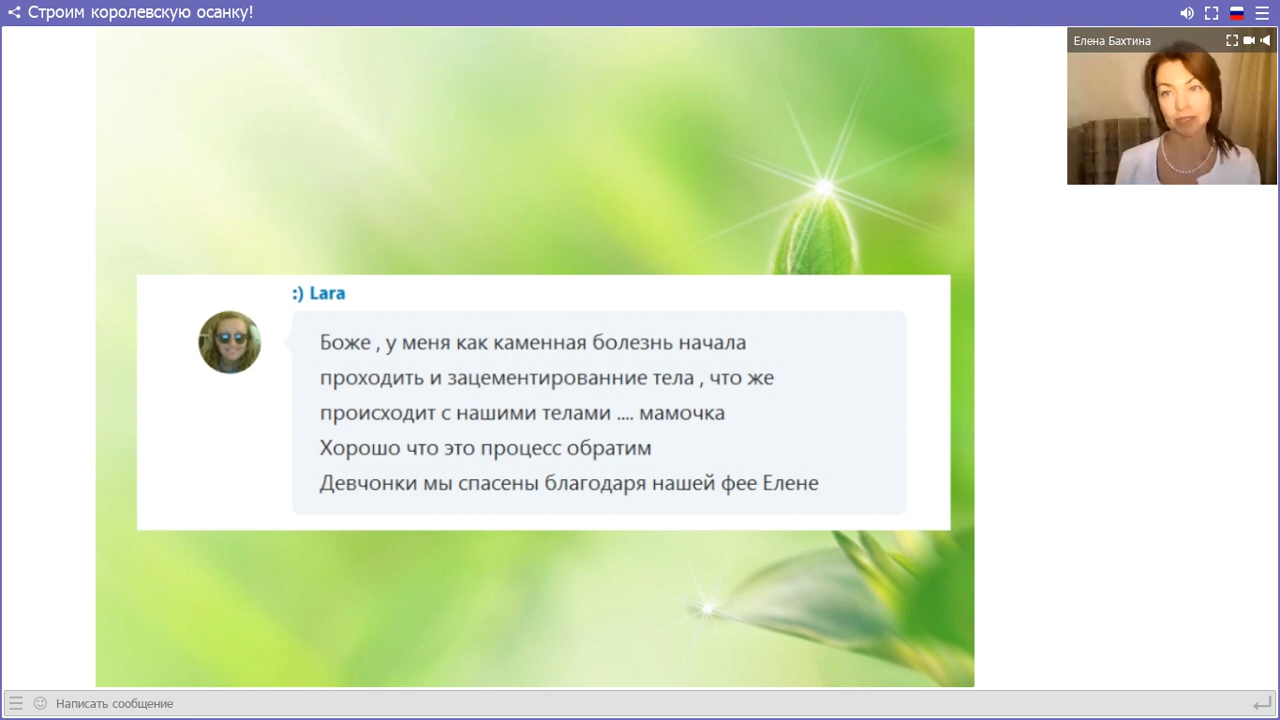 Строим королевскую осанку!
Елена Бахтина
:) Lara
Боже , у меня как каменная болезнь начала
проходить и зацементированние тела , что же
происходит с нашими телами .... мамочка
Хорошо что это процесс обратим
Девчонки мы спасены благодаря нашей фее Елене
Написать сообщение